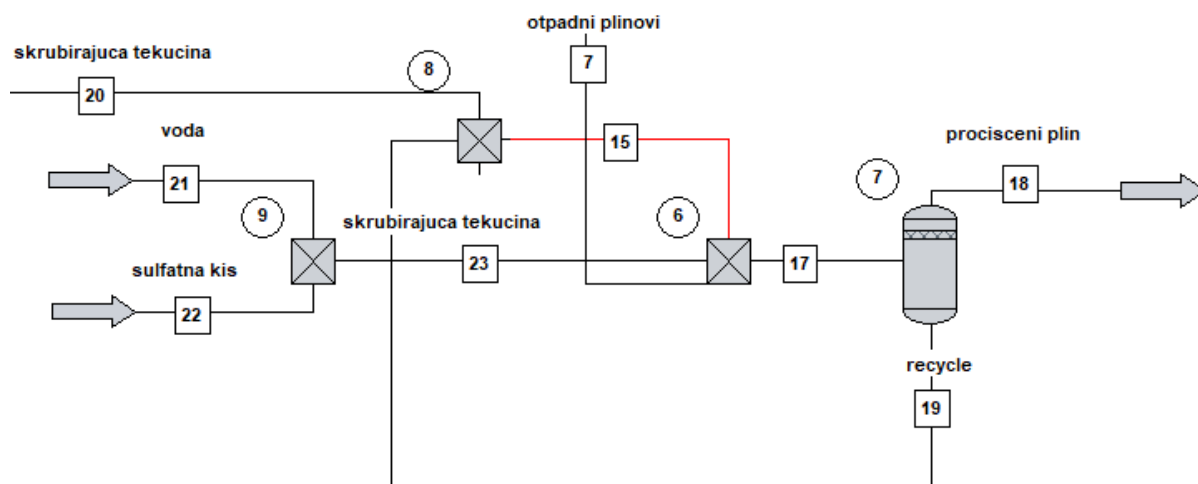 otpadni plinovi
skrubirajuca tekucina
8
7
20
voda
15
procisceni plin
21
7
18
9
skrubirajuca tekucina
6
sulfatna kis
23
17
22
recycle
19